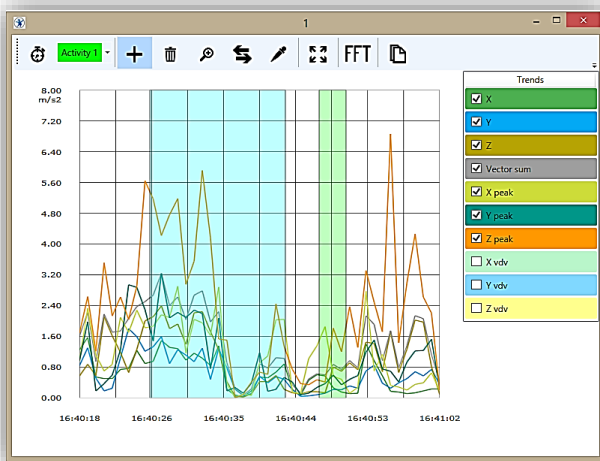 1
Activity 1
FFT
Trends
X
Y
Z
Vector sum
X peak
Y peak
Z peak
X vdv
Y vdv
Z vdv
8.00
m/s2
7.20
6.40
5.60
4.80
4.00
3.20
2.40
1.60
0.80
0.00
16:40:18 16:40:26 16:40:35 16:40:44 16:40:53 16:41:02